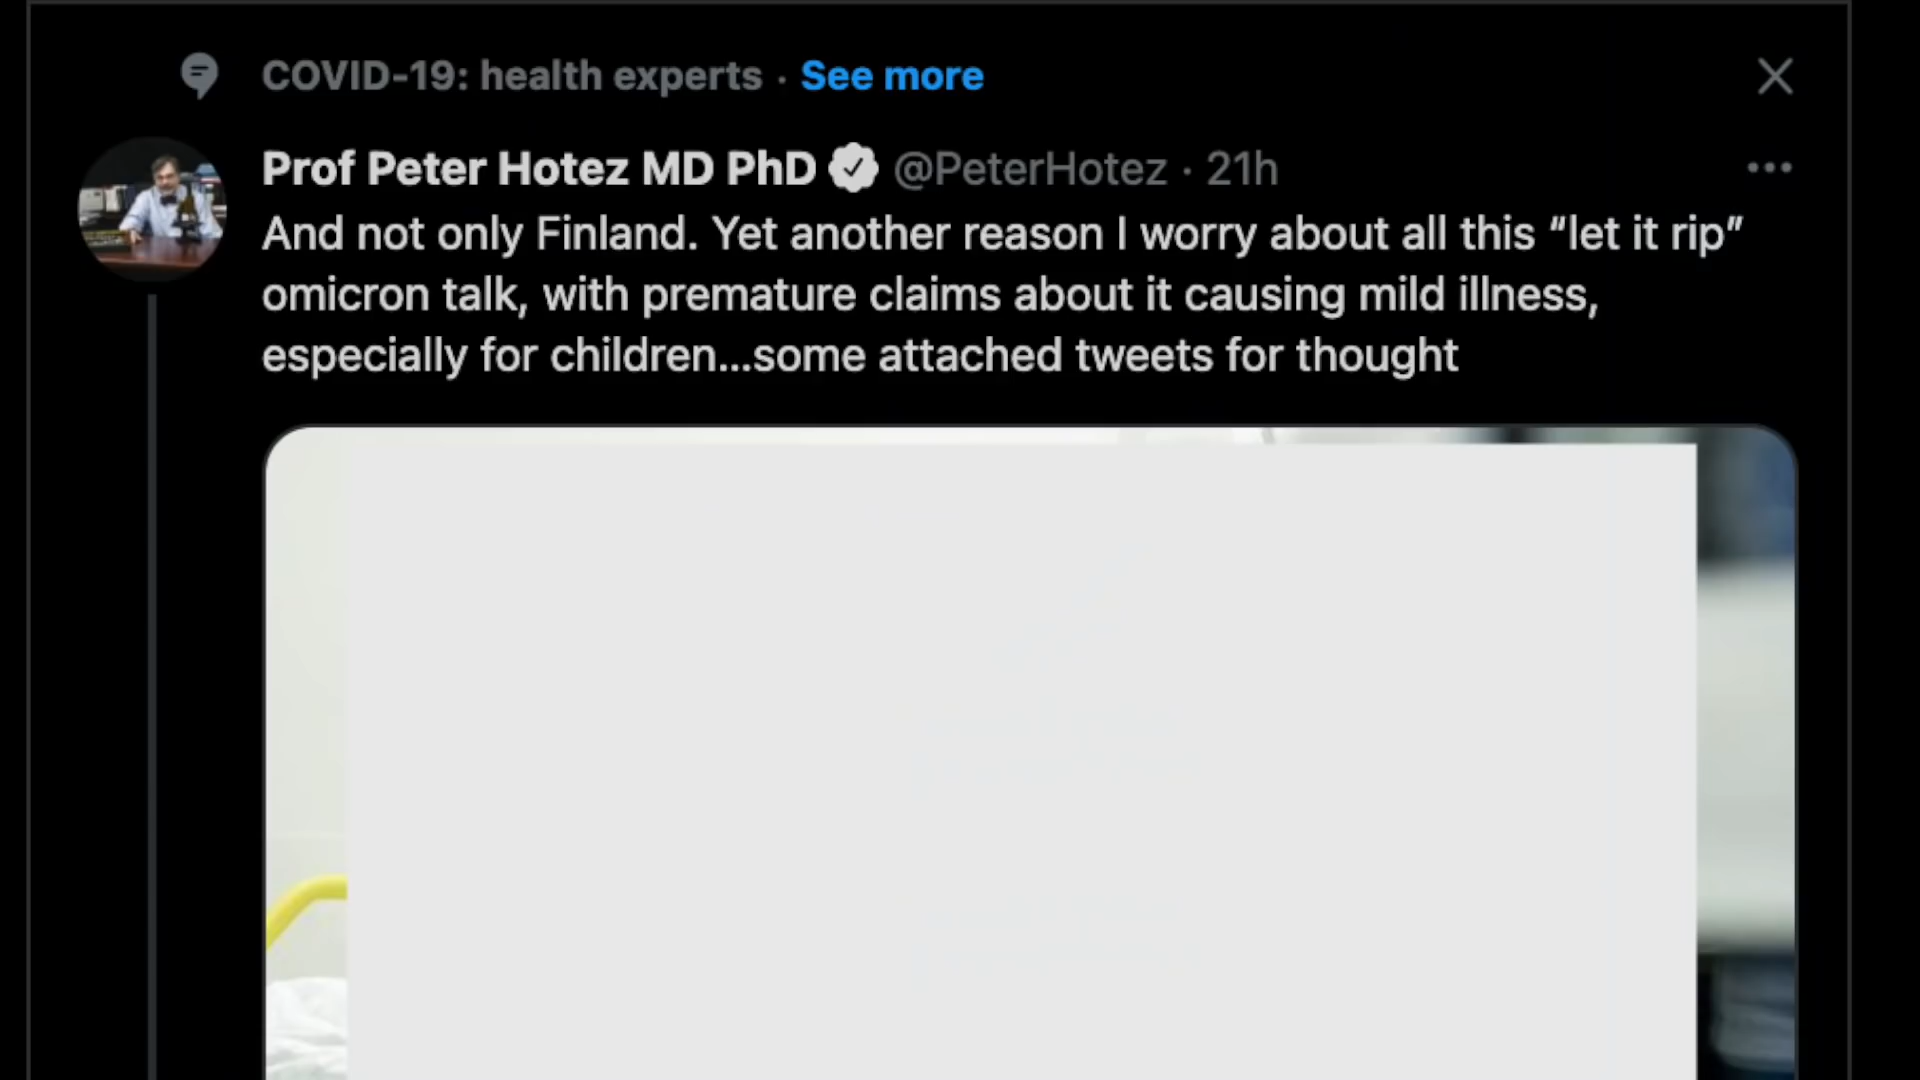 COVID-19: health experts · See more
Prof Peter Hotez MD PhD @PeterHotez · 21h
And not only Finland. Yet another reason I worry about all this “let it rip”
omicron talk, with premature claims about it causing mild illness,
especially for children...some attached tweets for thought